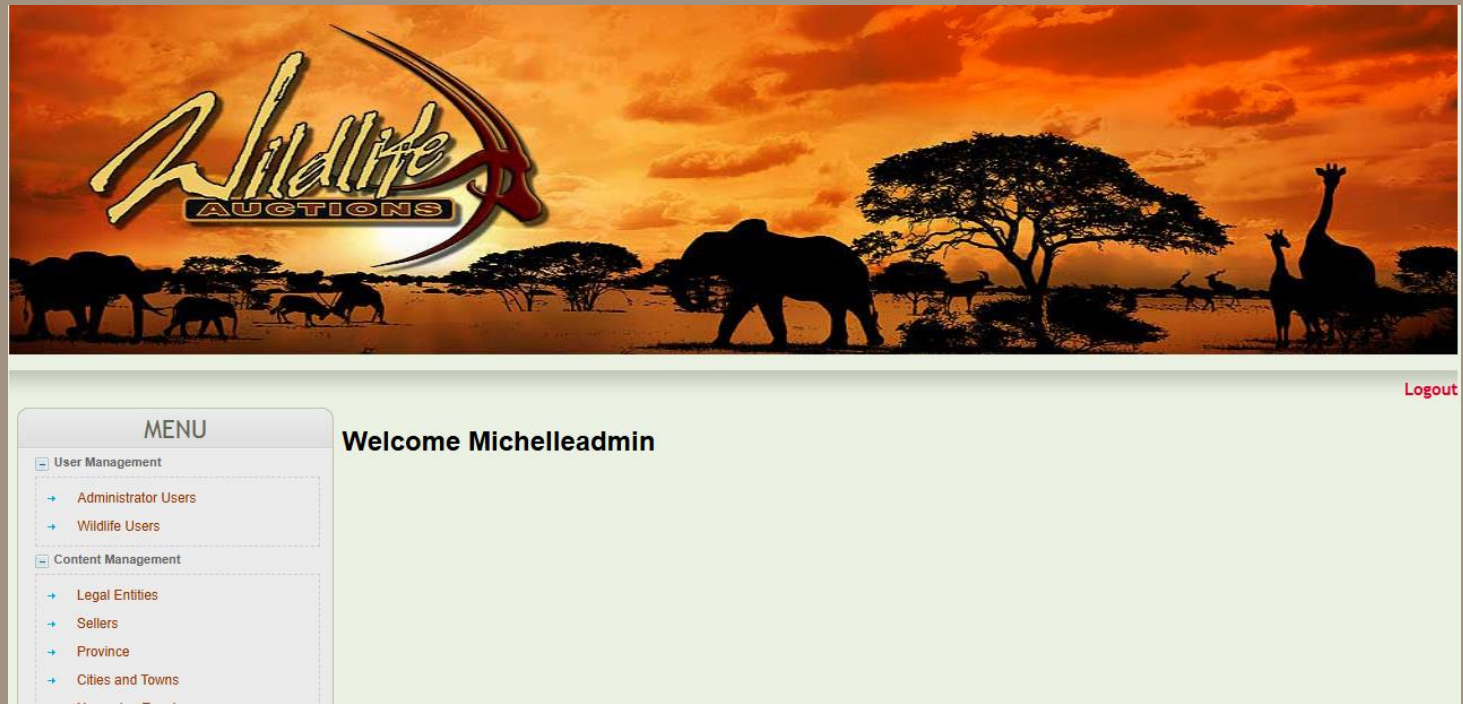 Wildlife
AUCTIONS
Logout
MENU
Welcome Michelleadmin
User Management
Administrator Users
Wildlife Users
Content Management
Legal Entities
Sellers
Province
Cities and Towns